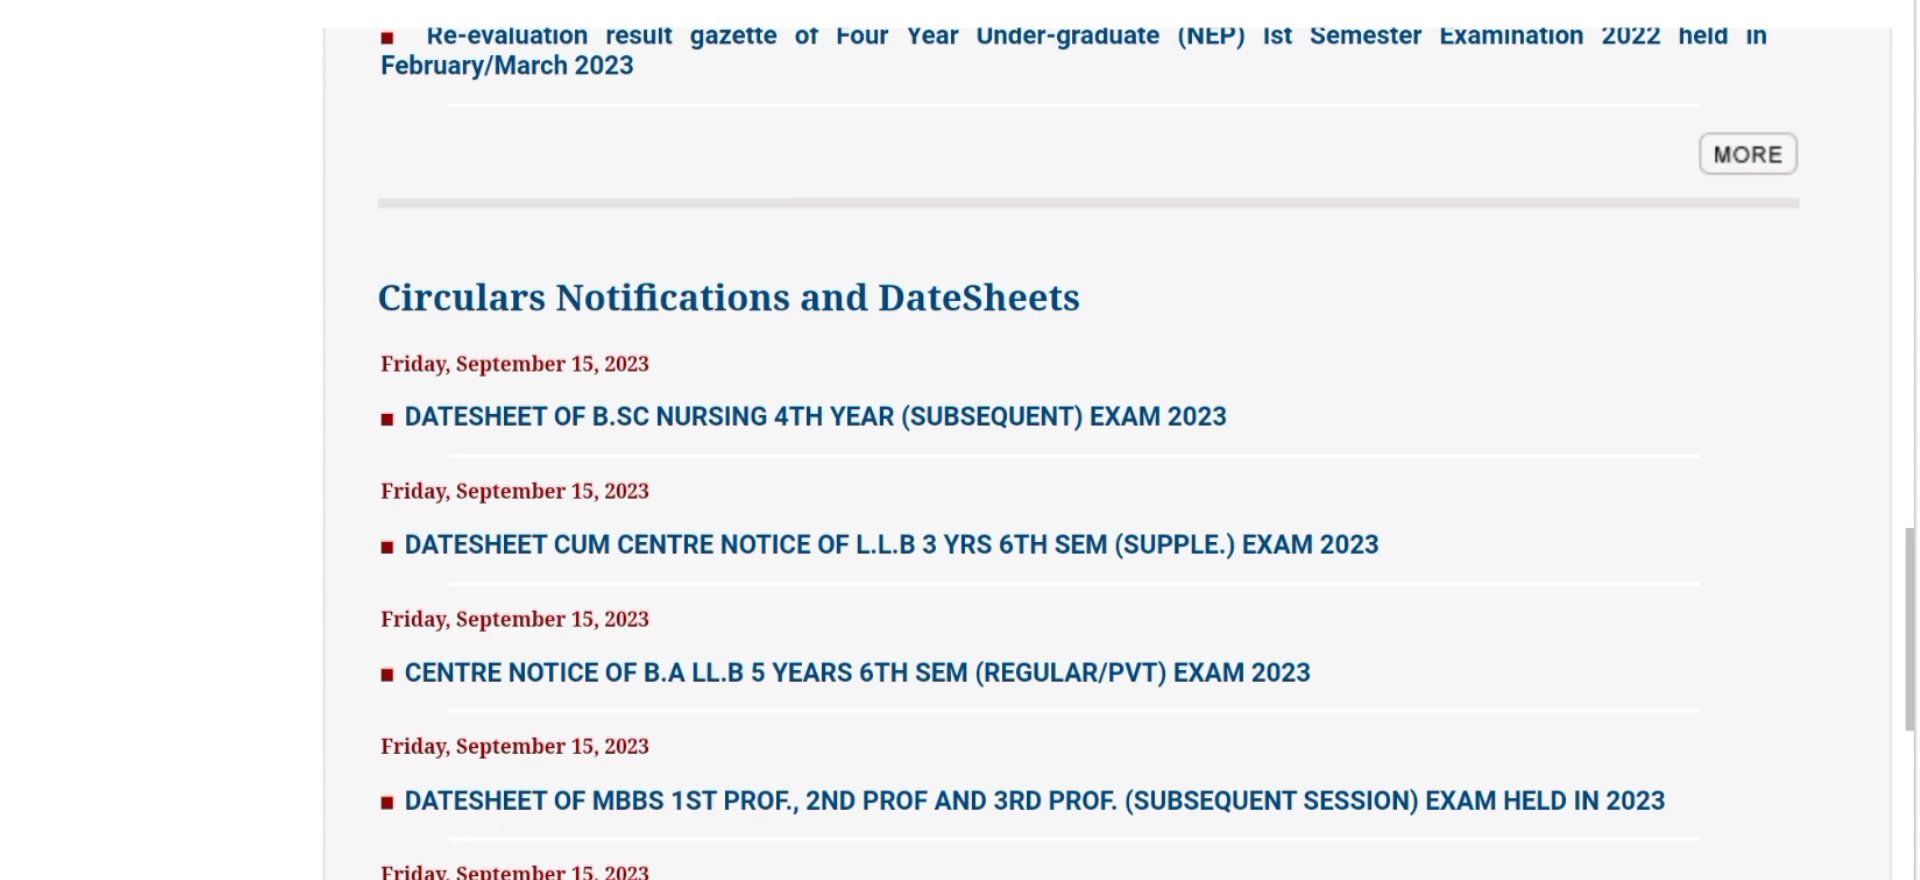 Re-evaluation result gazette of Four Year Under-graduate (NEP) Ist Semester Examination 2022 held in
February/March 2023
MORE
Circulars Notifications and DateSheets
Friday, September 15, 2023
DATESHEET OF B.SC NURSING 4TH YEAR (SUBSEQUENT) EXAM 2023
Friday, September 15, 2023
DATESHEET CUM CENTRE NOTICE OF L.L.B 3 YRS 6TH SEM (SUPPLE.) EXAM 2023
Friday, September 15, 2023
CENTRE NOTICE OF B.A LL.B 5 YEARS 6TH SEM (REGULAR/PVT) EXAM 2023
Friday, September 15, 2023
DATESHEET OF MBBS 1ST PROF., 2ND PROF AND 3RD PROF. (SUBSEQUENT SESSION) EXAM HELD IN 2023
Friday, September 15, 2023